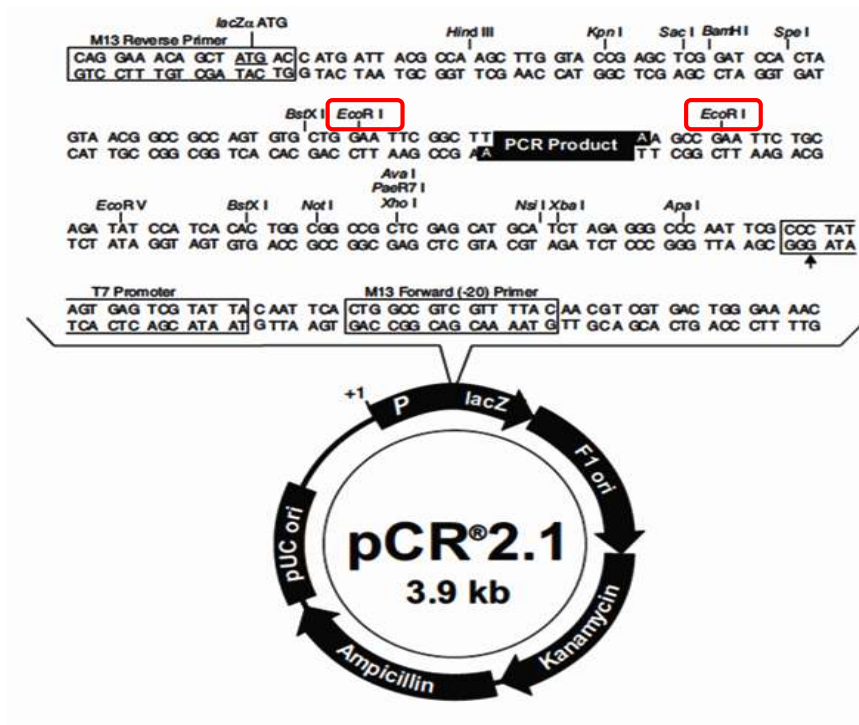 lacZα ATG
M13 Reverse Primer Hind III Kpn I Sac I BamH I Spe I
CAG GAA ACA GCT ATG AC C ATG ATT ACG CCA AGC TTG GTA CCG AGC TCG GAT CCA CTA
GTC CTT TGT CGA TAC TG G TAC TAA TGC GGT TCG AAC CAT GGC TCG AGC CTA GGT GAT
BstX I EcoR I EcoR I
GTA ACG GCC GCC AGT GTG CTG GAA TTC GGC TT PCR Product A A GCC GAA TTC TGC
CAT TGC CGG CGG TCA CAC GAC CTT AAG CCG A A T T CGG CTT AAG ACG
Ava I
PaeR7 I
EcoR V BstX I Not I Xho I Nsi I Xba I Apa I
AGA TAT CCA TCA CAC TGG CGG CCG CTC GAG CAT GCA TCT AGA GGG CCC AAT TCG CCC TAT
TCT ATA GGT AGT GTG ACC GCC GGC GAG CTC GTA CGT AGA TCT CCC GGG TTA AGC GGG ATA
T7 Promoter M13 Forward (-20) Primer
AGT GAG TCG TAT TA C AAT TCA CTG GCC GTC GTT TTA C AA CGT CGT GAC TGG GAA AAC
TCA CTC AGC ATA AT G TTA AGT GAC CGG CAG CAA AAT G TT GCA GCA CTG ACC CTT TTG
+1
P
lacZ
F1 ori
pUC ori
pCR®2.1
3.9 kb
Kanamycin
Ampicillin